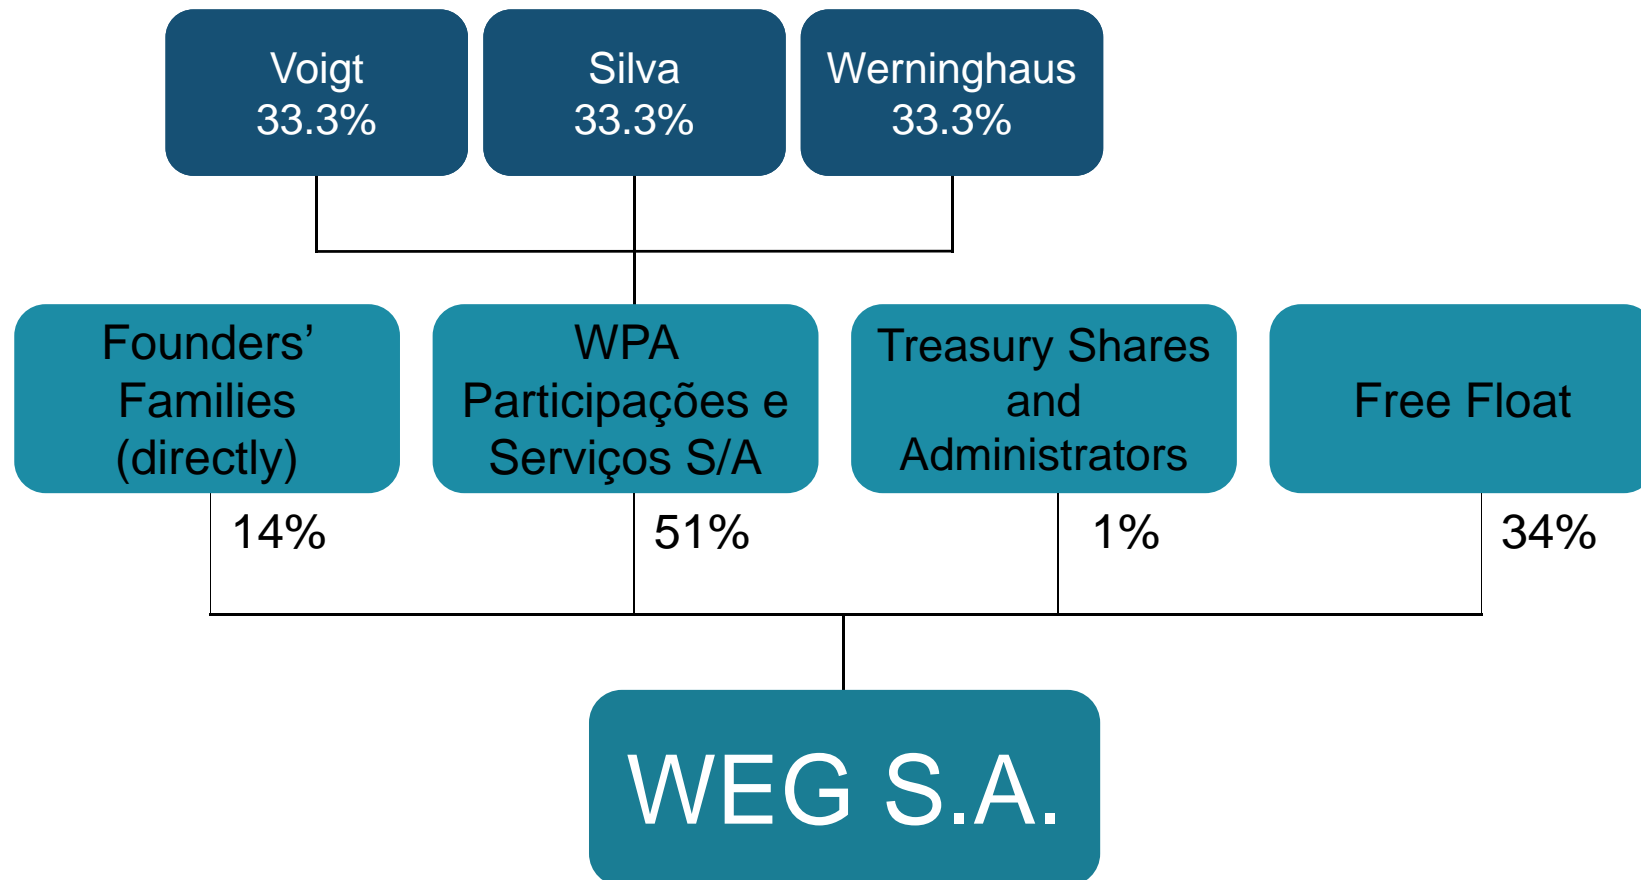 Voigt
33.3%
Silva
33.3%
Werninghaus
33.3%
Founders’
Families
(directly)
WPA
Participações e
Serviços S/A
Treasury Shares
and
Administrators
Free Float
14%
51%
1%
34%
WEG S.A.